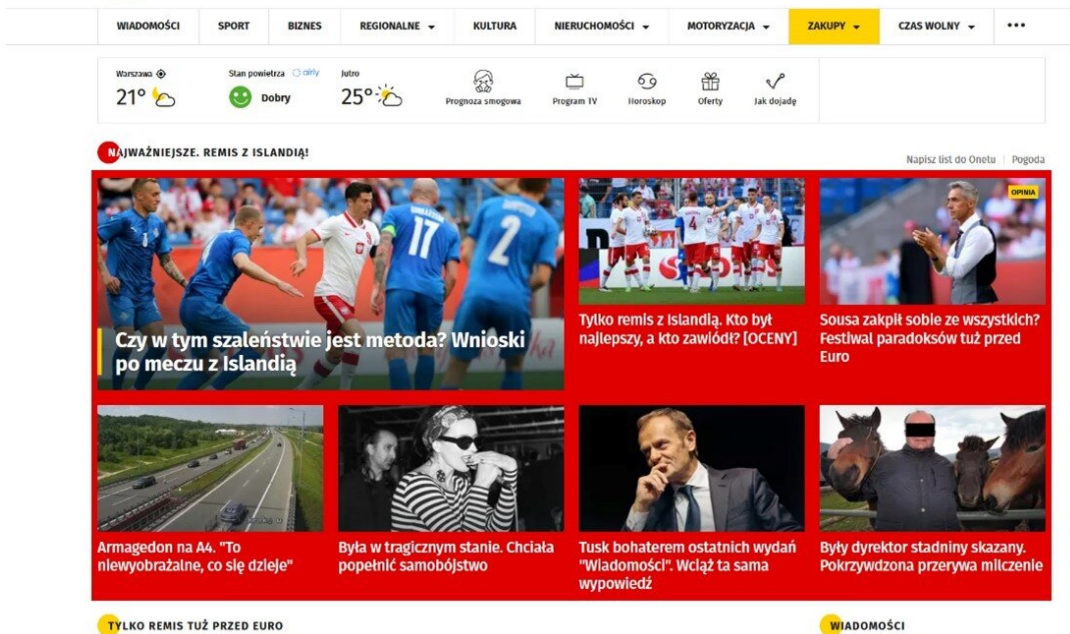 WIADOMOŚCI SPORT BIZNES REGIONALNE KULTURA NIERUCHOMOŚCI MOTORYZACJA ZAKUPY CZAS WOLNY
Warszawa Stan powietrza airly Jutro
21° Dobry 25°
Prognoza smogowa Program TV Horoskop Oferty Jak dojadę
NAJWAŻNIEJSZE. REMIS Z ISLANDIĄ!
Napisz list do Onetu | Pogoda
OPINIA
17
2
4
Czy w tym szaleństwie jest metoda? Wnioski
po meczu z Islandią
Tylko remis z Islandią. Kto był
najlepszy, a kto zawiódł? [OCENY]
Sousa zakpił sobie ze wszystkich?
Festiwal paradoksów tuż przed
Euro
Armagedon na A4. "To
niewyobrażalne, co się dzieje"
Była w tragicznym stanie. Chciała
popełnić samobójstwo
Tusk bohaterem ostatnich wydań
"Wiadomości". Wciąż ta sama
wypowiedź
Były dyrektor stadniny skazany.
Pokrzywdzona przerywa milczenie
TYLKO REMIS TUŻ PRZED EURO
WIADOMOŚCI